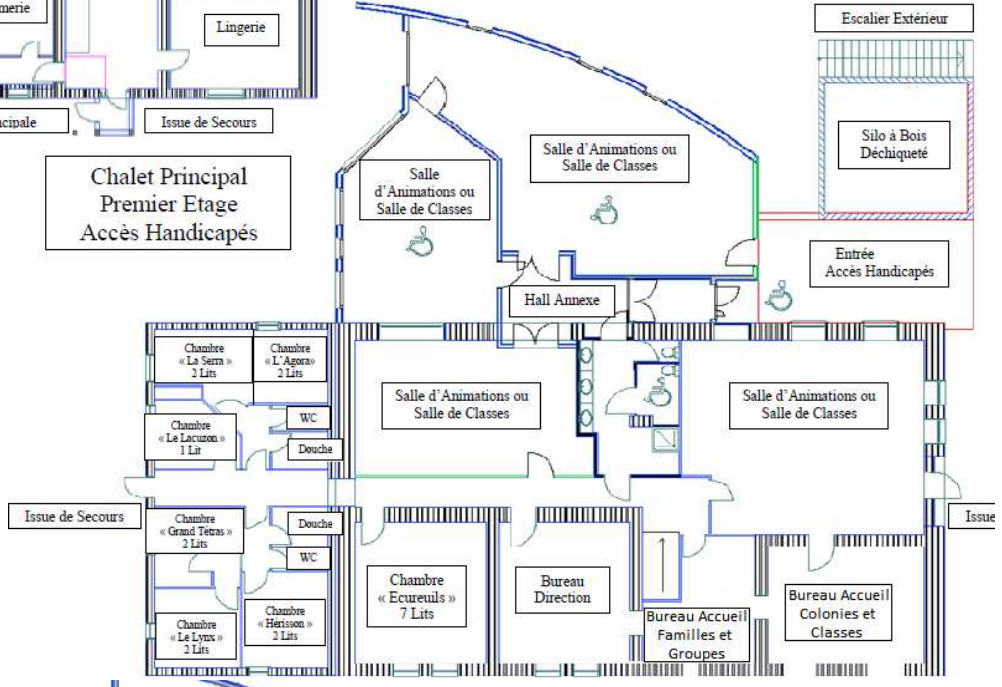 merie
Lingerie
Escalier Extérieur
cipale
Issue de Secours
Chalet Principal
Premier Etage
Accès Handicapés
Salle
d'Animations ou
Salle de Classes
Salle d'Animations ou
Salle de Classes
Silo à Bois
Déchiqueté
Entrée
Accès Handicapés
Hall Annexe
Chambre
« La Serra »
2 Lits
Chambre
« L'Agora»
2 Lits
Chambre
« Le Lacuzon »
1 Lit
WC
Douche
Salle d'Animations ou
Salle de Classes
Salle d'Animations ou
Salle de Classes
Issue de Secours
Chambre
« Grand Tétras »
2 Lits
Douche
WC
Issue
Chambre
« Ecureuils »
7 Lits
Bureau
Direction
Bureau Accueil
Familles et
Groupes
Bureau Accueil
Colonies et
Classes
Chambre
« Le Lynx »
2 Lits
Chambre
« Hérisson »
2 Lits